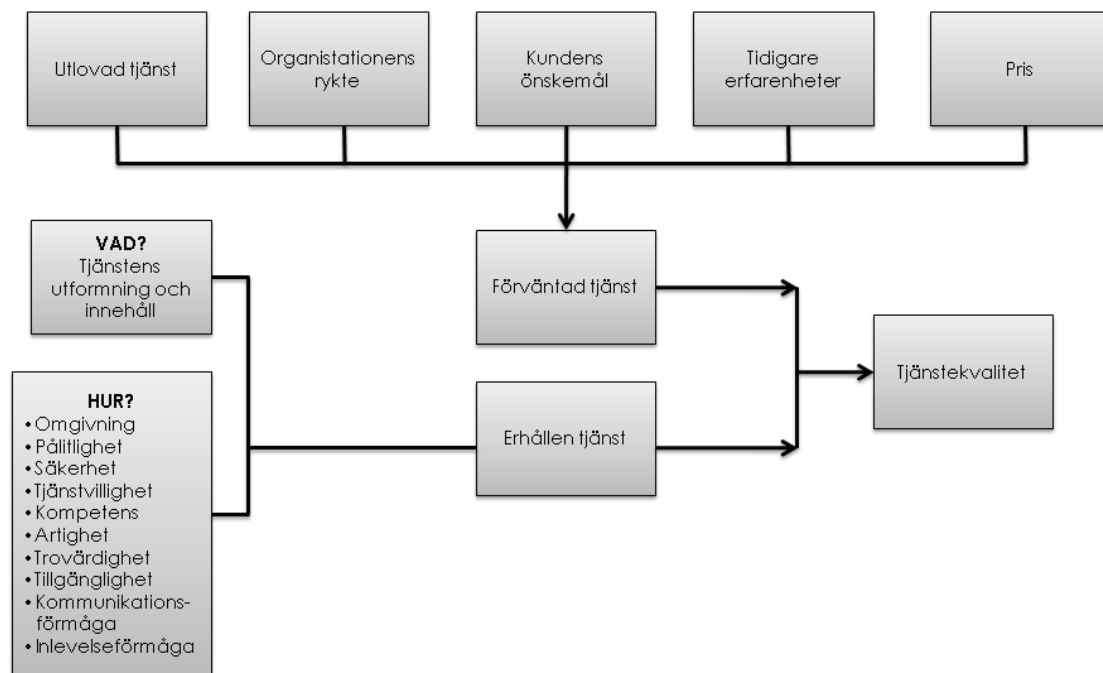 Utlovad tjänst
Organistationens
rykte
Kundens
önskemål
Tidigare
erfarenheter
Pris
VAD?
Tjänstens
utformning och
innehåll
Förväntad tjänst
Tjänstekvalitet
HUR?
• Omgivning
• Pålitlighet
• Säkerhet
• Tjänstvillighet
• Kompetens
• Artighet
• Trovärdighet
• Tillgänglighet
• Kommunikations-
förmåga
• Inlevelseförmåga
Erhållen tjänst